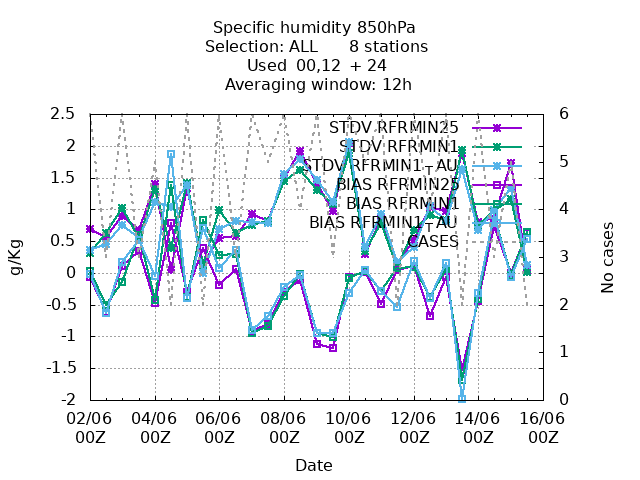 Specific humidity 850hPa
Selection: ALL 8 stations
Used 00,12 + 24
Averaging window: 12h
g/Kg
2.5
2
1.5
1
0.5
0
-0.5
-1
-1.5
-2
6
5
4
3
2
1
0
No cases
STDV RFRMIN25
STDV RFRMIN1
STDV RFRMIN1_TAU
BIAS RFRMIN25
BIAS RFRMIN1
BIAS RFRMIN1_TAU
CASES
02/06 04/06 06/06 08/06 10/06 12/06 14/06 16/06
00Z 00Z 00Z 00Z 00Z 00Z 00Z 00Z
Date